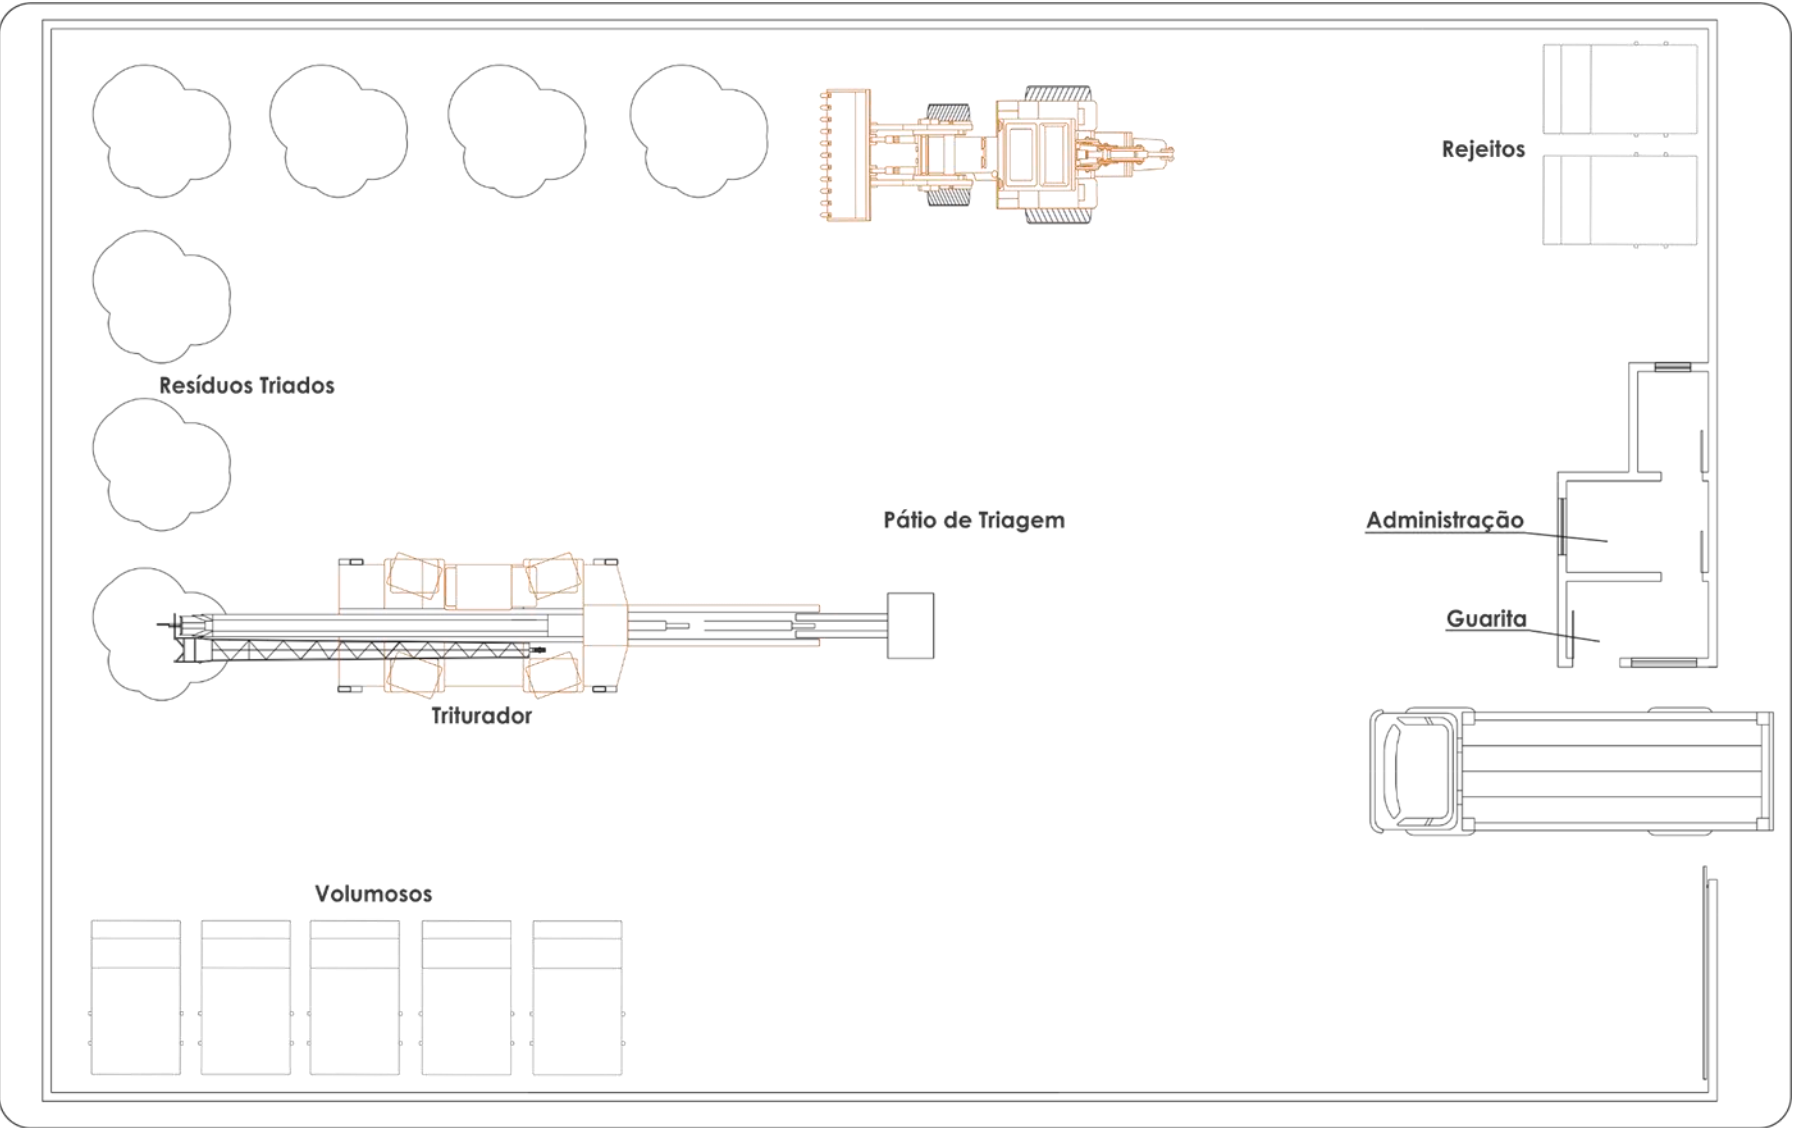 Rejeitos
Resíduos Triados
Pátio de Triagem
Administração
Guarita
Triturador
Volumosos